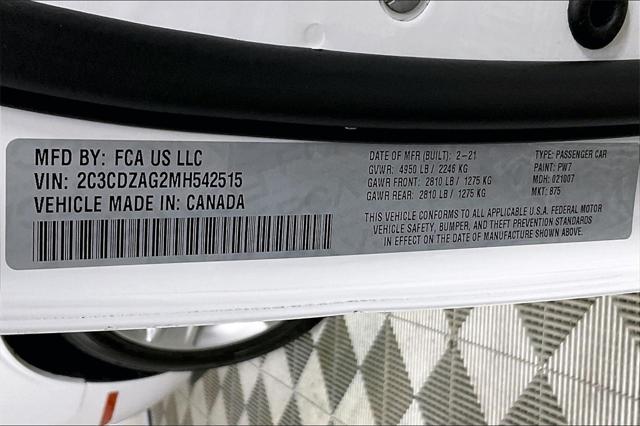 MFD BY: FCA US LLC
VIN: 2C3CDZAG2MH542515
VEHICLE MADE IN: CANADA
DATE OF MFR (BUILT): 2-21
GVWR: 4950 LB / 2246 KG
GAWR FRONT: 2810 LB / 1275 KG
GAWR REAR: 2810 LB / 1275 KG
TYPE: PASSENGER CAR
PAINT: PW7
MDH: 021007
MKT: B75
THIS VEHICLE CONFORMS TO ALL APPLICABLE U.S.A. FEDERAL MOTOR
VEHICLE SAFETY, BUMPER, AND THEFT PREVENTION STANDARDS
IN EFFECT ON THE DATE OF MANUFACTURE SHOWN ABOVE.